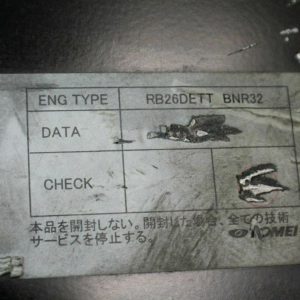 ENG TYPE RB26DETT BNR32
DATA
CHECK
本品を開封しない。開封した場合、全ての技術
サービスを停止する。
TOMEI